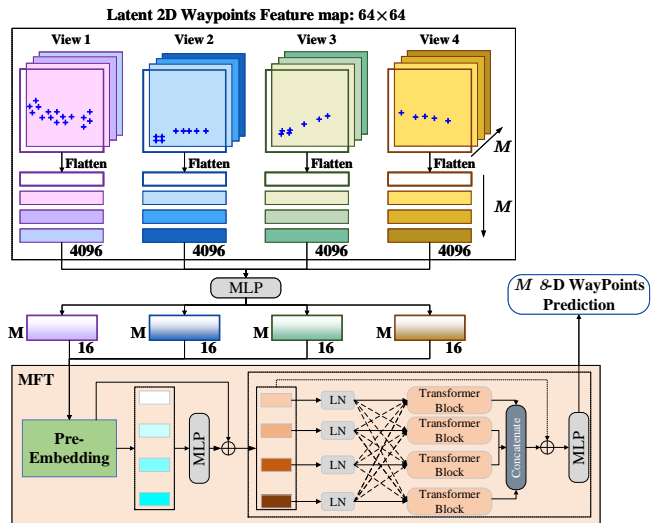 Latent 2D Waypoints Feature map: 64×64
View 1
View 2
View 3
View 4
Flatten
Flatten
Flatten
Flatten
M
M
4096
4096
4096
4096
MLP
M 8-D WayPoints
Prediction
M
16
M
16
M
16
M
16
MFT
Pre-
Embedding
MLP
LN
LN
LN
LN
Transformer
Block
Transformer
Block
Transformer
Block
Transformer
Block
Concatenate
MLP